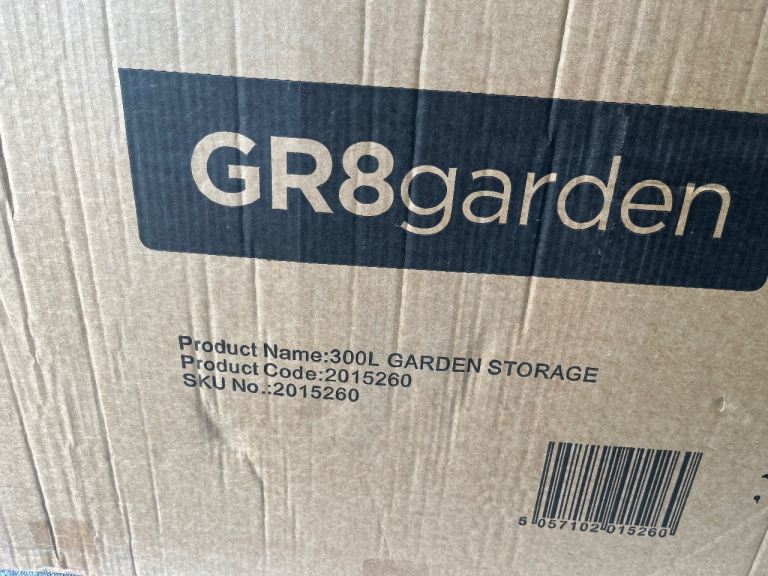 GR8garden
Product Name:300L GARDEN STORAGE
Product Code:2015260
SKU No.:2015260
5 057102 015260